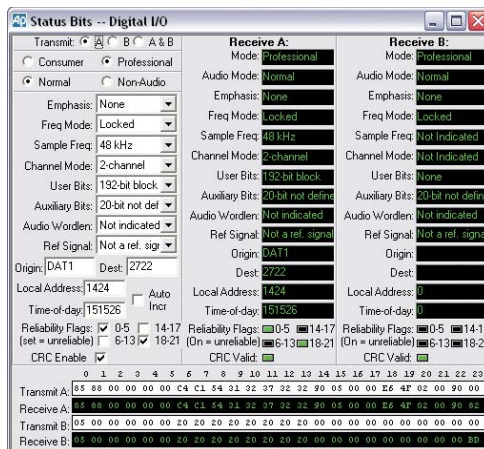 Status Bits -- Digital I/O
Transmit: A B A & B
Consumer Professional
Normal Non-Audio
Emphasis: None
Freq Mode: Locked
Sample Freq: 48 kHz
Channel Mode: 2-channel
User Bits: 192-bit block
Auxiliary Bits: 20-bit not def
Audio Wordlen: Not indicated
Ref Signal: Not a ref. sigr
Origin: DAT1 Dest: 2722
Local Address: 1424
Auto Incr
Time-of-day: 151526
Reliability Flags: 0-5 14-17
(set = unreliable) 6-13 18-21
CRC Enable
Receive A:
Mode: Professional
Audio Mode: Normal
Emphasis: None
Freq Mode: Locked
Sample Freq: 48 kHz
Channel Mode: 2-channel
User Bits: 192-bit block
Auxiliary Bits: 20-bit not define
Audio Wordlen: Not indicated
Ref Signal: Not a ref. signal
Origin: DAT1
Dest: 2722
Local Address: 1424
Time-of-day: 151526
Reliability Flags: 0-5 14-17
(On = unreliable) 6-13 18-21
CRC Valid:
Receive B:
Mode: Professional
Audio Mode: Normal
Emphasis: None
Freq Mode: Locked
Sample Freq: Not Indicated
Channel Mode: Not Indicated
User Bits: None
Auxiliary Bits: 20-bit not define
Audio Wordlen: Not indicated
Ref Signal: Not a ref. signa
Origin:
Dest:
Local Address: 0
Time-of-day: 0
Reliability Flags: 0-5 14-17
(On = unreliable) 6-13 18-21
CRC Valid:
0 1 2 3 4 5 6 7 8 9 10 11 12 13 14 15 16 17 18 19 20 21 22 23
Transmit A: 85 88 00 00 00 00 C4 C1 54 31 32 37 32 32 90 05 00 00 E6 4F 02 00 90 00
Receive A: 85 88 00 00 00 00 C4 C1 54 31 32 37 32 32 90 05 00 00 E6 4F 02 00 90 82
Transmit B: 05 00 00 00 00 00 20 20 20 20 20 20 20 20 00 00 00 00 00 00 00 00 00 00
Receive B: 05 00 00 00 00 00 20 20 20 20 20 20 20 20 00 00 00 00 00 00 00 00 00 BD